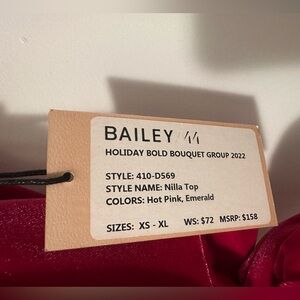 BAILEY/44
HOLIDAY BOLD BOUQUET GROUP 2022
STYLE: 410-D569
STYLE NAME: Nilla Top
COLORS: Hot Pink, Emerald
SIZES: XS - XL WS: $72 MSRP: $158